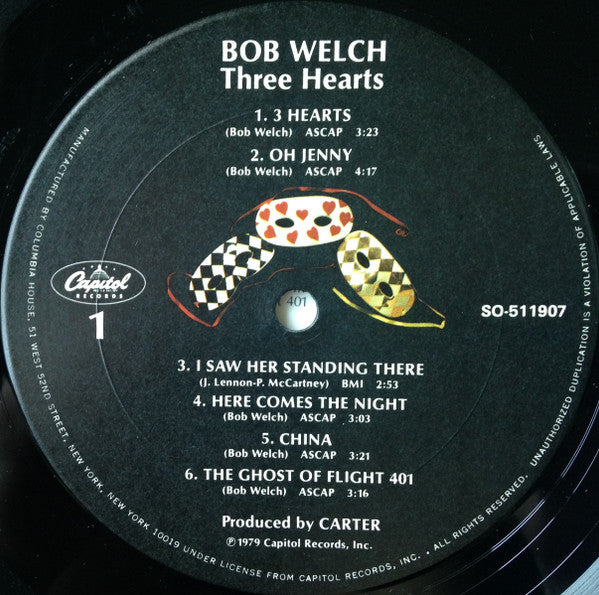 BOB WELCH
Three Hearts
1. 3 HEARTS
(Bob Welch) ASCAP 3:23
2. OH JENNY
(Bob Welch) ASCAP 4:17
Capitol
RECORDS
1
401
SO-511907
3. I SAW HER STANDING THERE
(J. Lennon-P. McCartney) BMI 2:53
4. HERE COMES THE NIGHT
(Bob Welch) ASCAP 3:03
5. CHINA
(Bob Welch) ASCAP 3:21
6. THE GHOST OF FLIGHT 401
(Bob Welch) ASCAP 3:16
Produced by CARTER
℗ 1979 Capitol Records, Inc.
MANUFACTURED BY COLUMBIA HOUSE, 51 WEST 52ND STREET, NEW YORK, NEW YORK 10019 UNDER LICENSE FROM CAPITOL RECORDS, INC. • ALL RIGHTS RESERVED. UNAUTHORIZED DUPLICATION IS A VIOLATION OF APPLICABLE LAWS